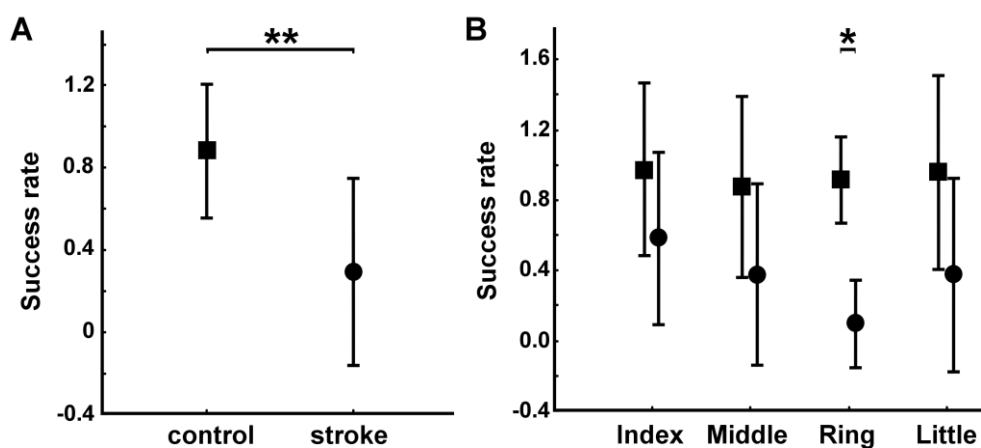 A
Success rate
1.2
0.8
0.4
0
-0.4
**
control stroke
B
Success rate
1.6
1.2
0.8
0.4
0.0
-0.4
*
Index Middle Ring Little